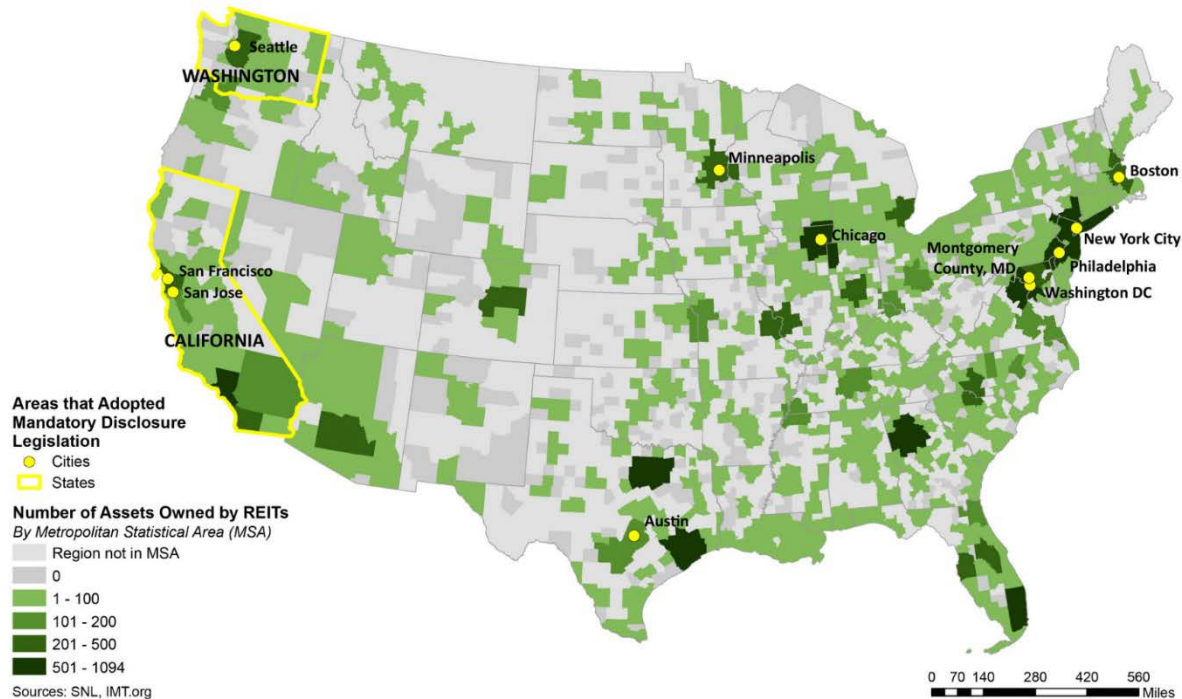 Seattle
WASHINGTON
Minneapolis
Boston
Chicago
New York City
Montgomery
County, MD
Philadelphia
Washington DC
San Francisco
San Jose
CALIFORNIA
Austin
Areas that Adopted
Mandatory Disclosure
Legislation
Cities
States
Number of Assets Owned by REITs
By Metropolitan Statistical Area (MSA)
Region not in MSA
0
1 - 100
101 - 200
201 - 500
501 - 1094
Sources: SNL, IMT.org
0 70 140 280 420 560
Miles